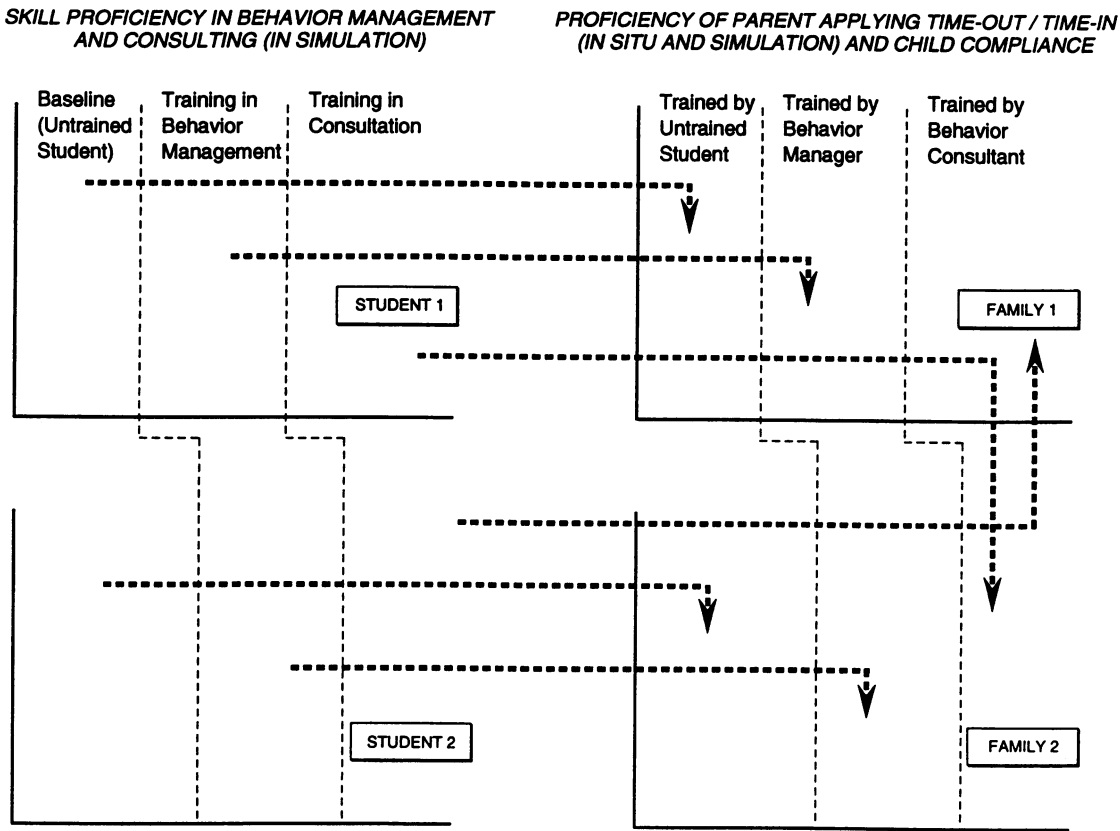 SKILL PROFICIENCY IN BEHAVIOR MANAGEMENT
AND CONSULTING (IN SIMULATION)
PROFICIENCY OF PARENT APPLYING TIME-OUT / TIME-IN
(IN SITU AND SIMULATION) AND CHILD COMPLIANCE
Baseline
(Untrained
Student)
Training in
Behavior
Management
Training in
Consultation
Trained by
Untrained
Student
Trained by
Behavior
Manager
Trained by
Behavior
Consultant
STUDENT 1
FAMILY 1
STUDENT 2
FAMILY 2